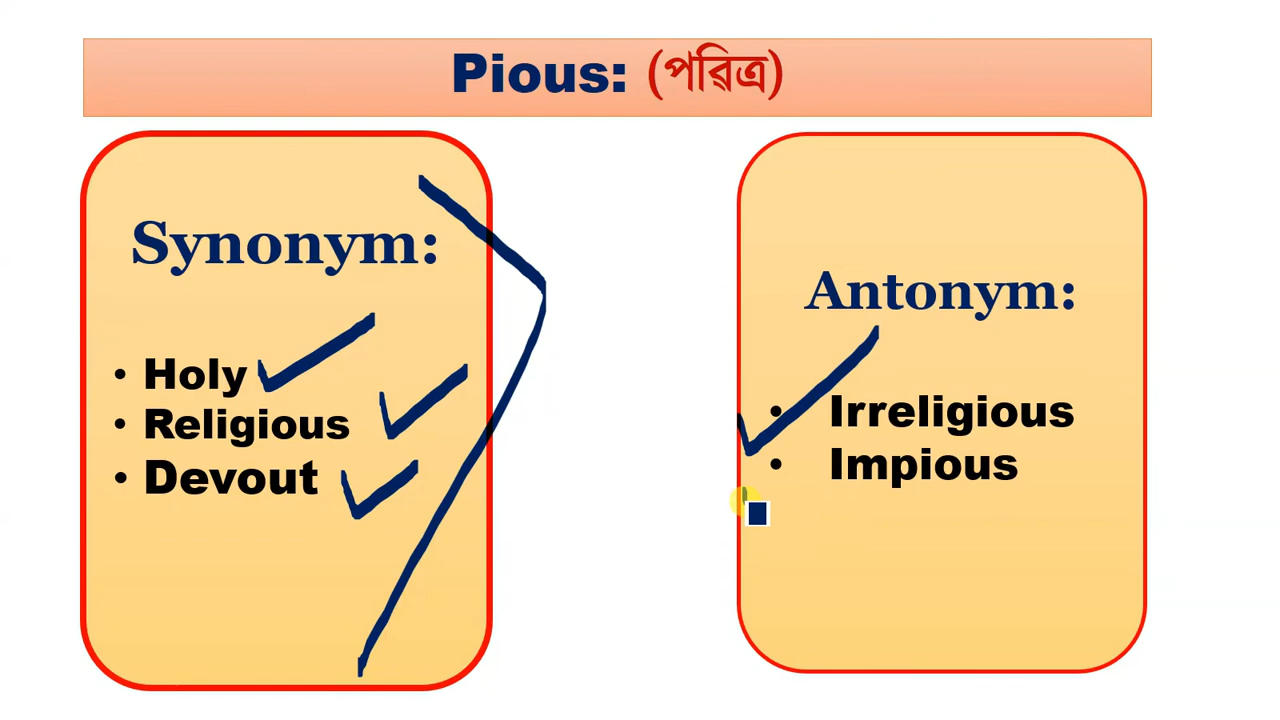 Pious: (পৱিত্ৰ)
Synonym:
• Holy
• Religious
• Devout
Antonym:
• Irreligious
• Impious